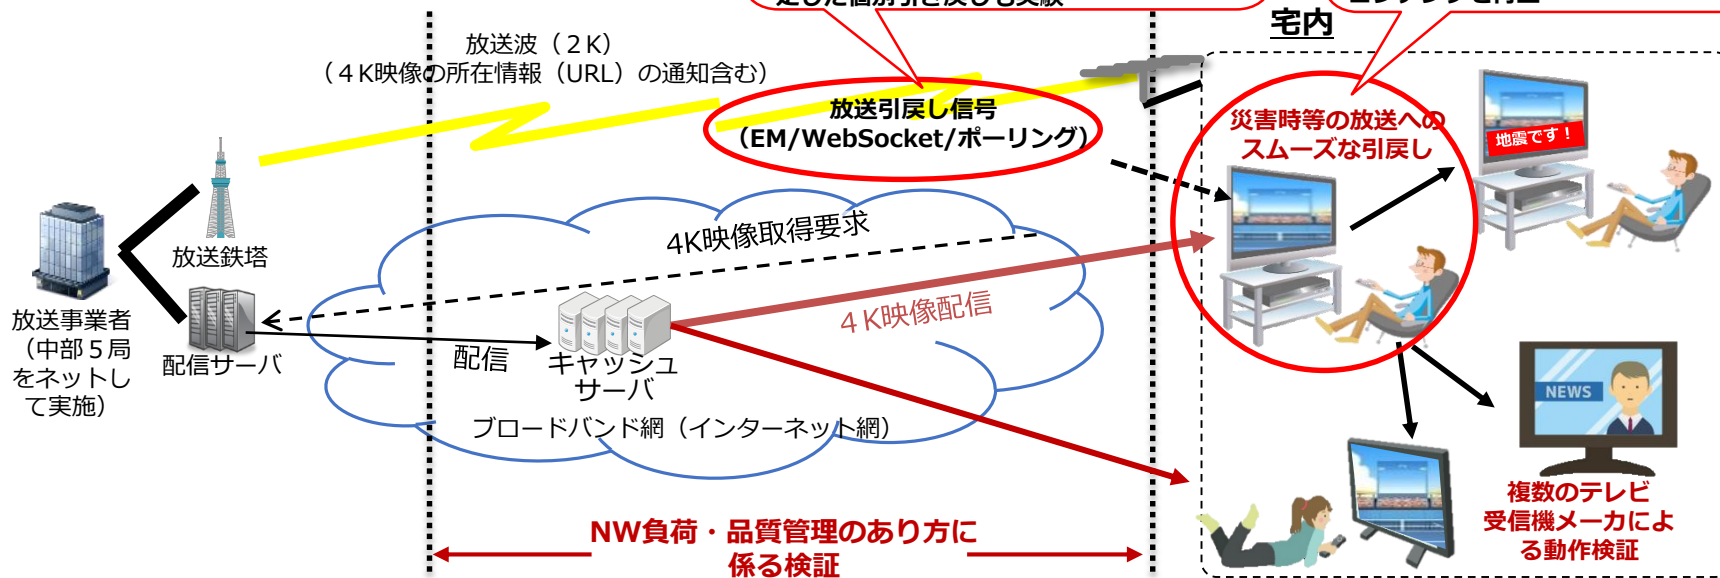 宅内
放送波（２K）
（４K映像の所在情報（URL）の通知含む）
放送引戻し信号
（EM/WebSocket/ポーリング）
災害時等の放送への
スムーズな引戻し
地震です！
4K映像取得要求
放送鉄塔
放送事業者
（中部５局
をネットし
て実施）
配信サーバ
配信
キャッシュ
サーバ
４K映像配信
ブロードバンド網（インターネット網）
NEWS
複数のテレビ
受信機メーカによ
る動作検証
NW負荷・品質管理のあり方に
係る検証